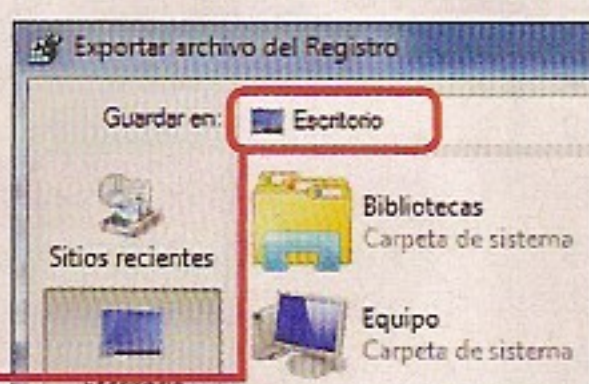 Exportar archivo del Registro
Guardar en: Escritorio
Sitios recientes
Bibliotecas
Carpeta de sistema
Equipo
Carpeta de sistema